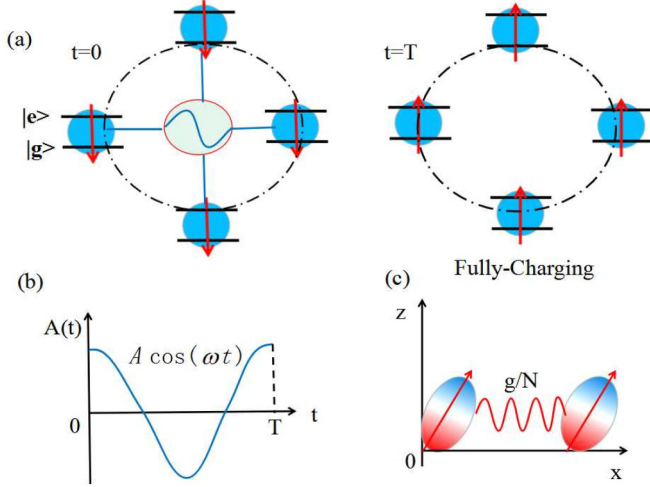 (a)
t=0
t=T
|e>
|g>
Fully-Charging
(b)
(c)
A(t)
A cos(ωt)
0
T
t
z
g/N
0
x